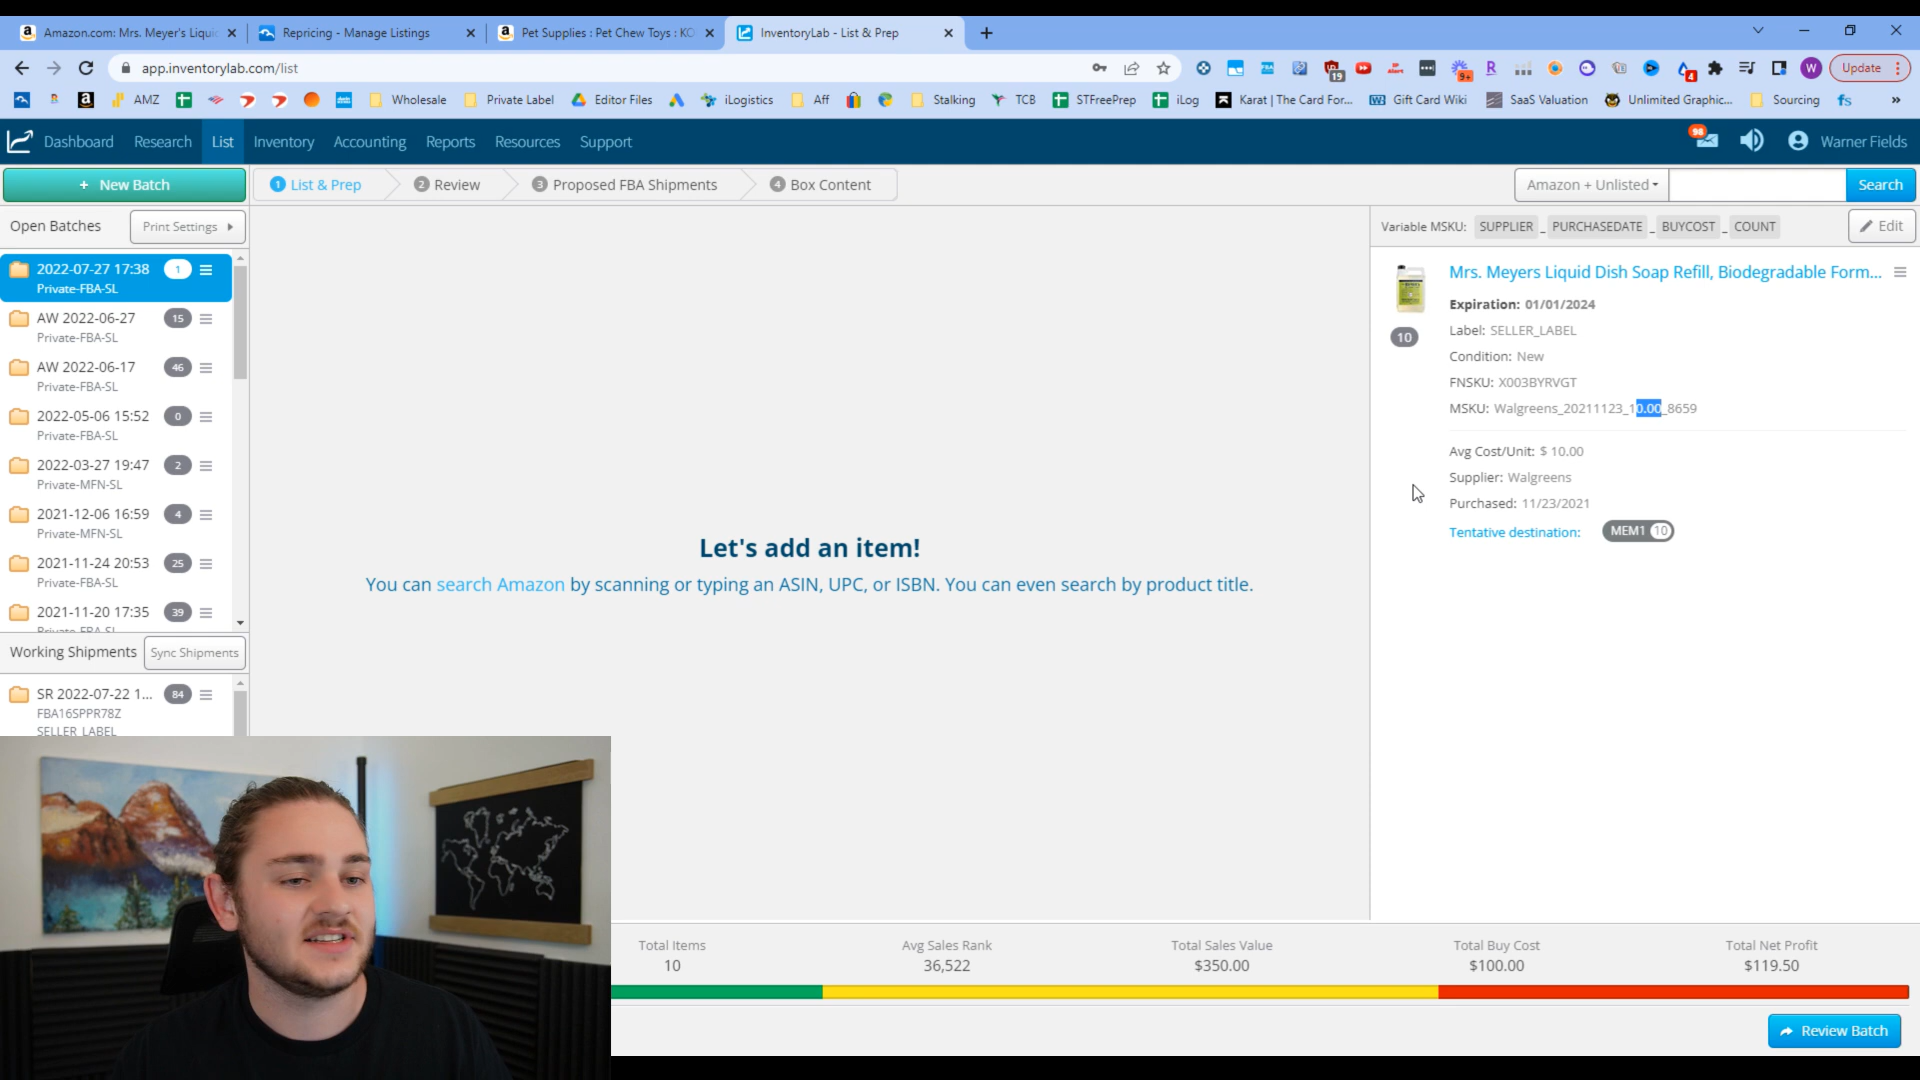 Amazon.com: Mrs. Meyer's Liquid
Repricing - Manage Listings
Pet Supplies : Pet Chew Toys : KO
InventoryLab - List & Prep
app.inventorylab.com/list
Update
AMZ
Wholesale
Private Label
Editor Files
iLogistics
Aff
Stalking
TCB
STFreePrep
iLog
Karat | The Card For...
Gift Card Wiki
SaaS Valuation
Unlimited Graphic...
Sourcing
Dashboard Research List Inventory Accounting Reports Resources Support
98
Warner Fields
+ New Batch
1 List & Prep
2 Review
3 Proposed FBA Shipments
4 Box Content
Amazon + Unlisted
Search
Open Batches
Print Settings
Variable MSKU: SUPPLIER _ PURCHASEDATE _ BUYCOST _ COUNT
Edit
2022-07-27 17:38 1
Private-FBA-SL
AW 2022-06-27 15
Private-FBA-SL
AW 2022-06-17 46
Private-FBA-SL
2022-05-06 15:52 0
Private-FBA-SL
2022-03-27 19:47 2
Private-MFN-SL
2021-12-06 16:59 4
Private-MFN-SL
2021-11-24 20:53 25
Private-FBA-SL
2021-11-20 17:35 39
Private-FBA-SL
Working Shipments
Sync Shipments
SR 2022-07-22 1... 84
FBA16SPPR78Z
SELLER_LABEL
Let's add an item!
You can search Amazon by scanning or typing an ASIN, UPC, or ISBN. You can even search by product title.
Mrs. Meyers Liquid Dish Soap Refill, Biodegradable Form...
10
Expiration: 01/01/2024
Label: SELLER_LABEL
Condition: New
FNSKU: X003BYRVGT
MSKU: Walgreens_20211123_10.00_8659
Avg Cost/Unit: $ 10.00
Supplier: Walgreens
Purchased: 11/23/2021
Tentative destination: MEM1 10
Total Items
10
Avg Sales Rank
36,522
Total Sales Value
$350.00
Total Buy Cost
$100.00
Total Net Profit
$119.50
Review Batch